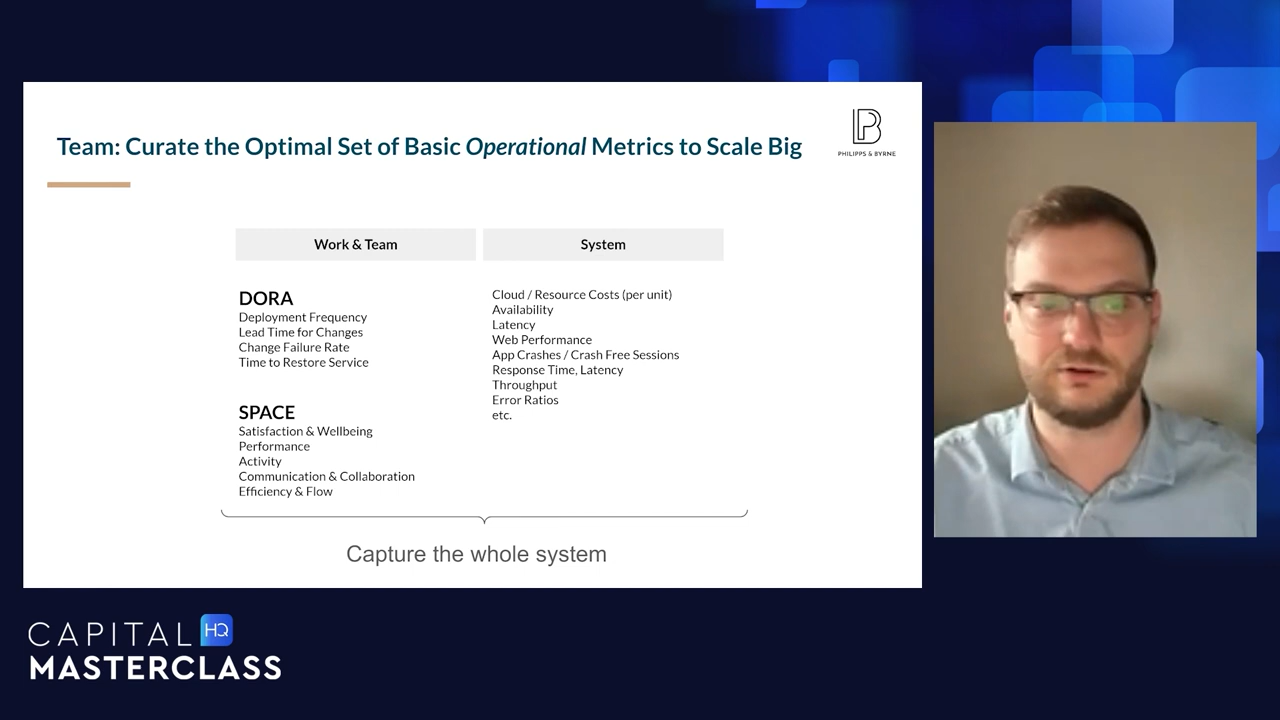 Team: Curate the Optimal Set of Basic Operational Metrics to Scale Big
PHILIPPS & BYRNE
Work & Team
System
DORA
Deployment Frequency
Lead Time for Changes
Change Failure Rate
Time to Restore Service
SPACE
Satisfaction & Wellbeing
Performance
Activity
Communication & Collaboration
Efficiency & Flow
Cloud / Resource Costs (per unit)
Availability
Latency
Web Performance
App Crashes / Crash Free Sessions
Response Time, Latency
Throughput
Error Ratios
etc.
Capture the whole system
CAPITAL HQ
MASTERCLASS